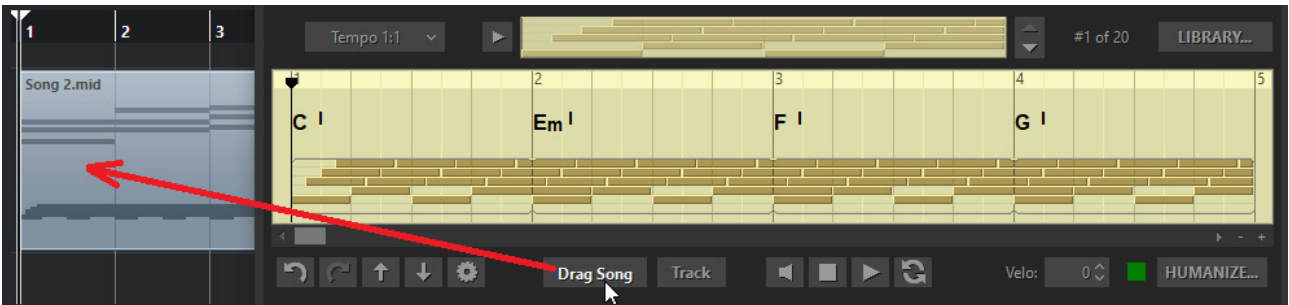 1 2 3
Tempo 1:1
#1 of 20
LIBRARY...
Song 2.mid
1 2 3 4 5
C I Em I F I G I
Drag Song
Track
Velo:
0
HUMANIZE...